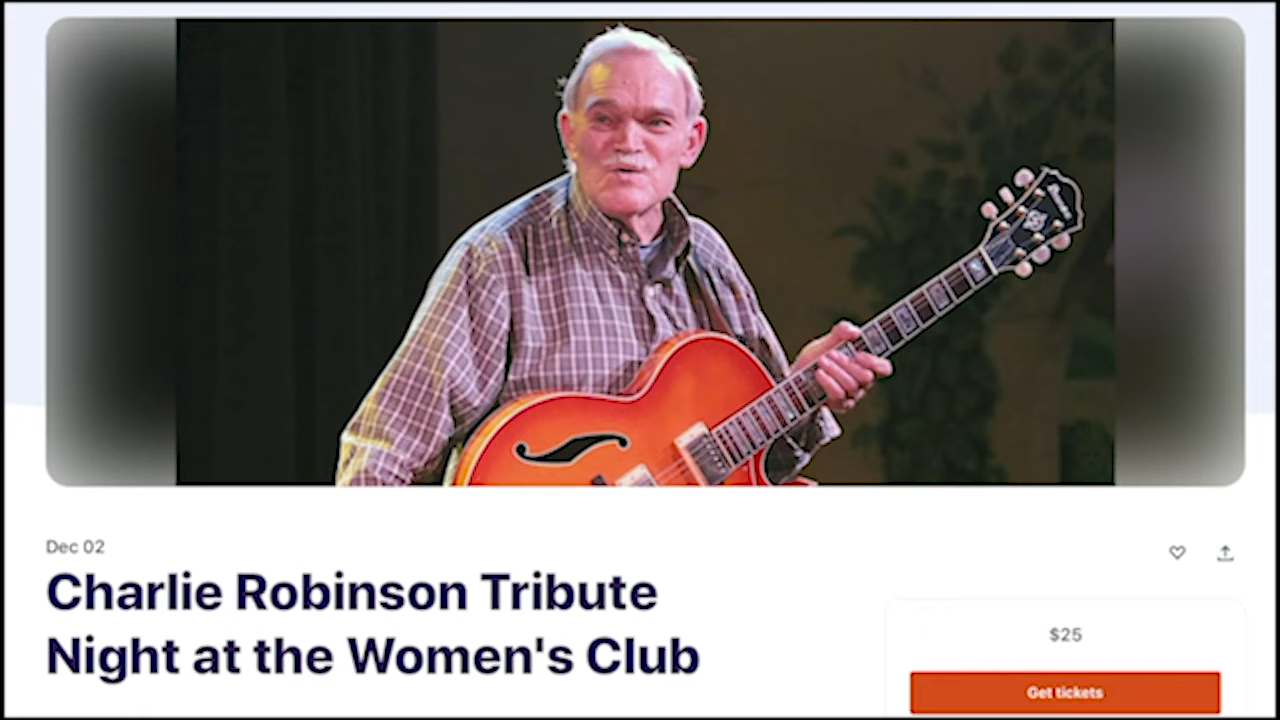 Dec 02
Charlie Robinson Tribute
Night at the Women's Club
$25
Get tickets